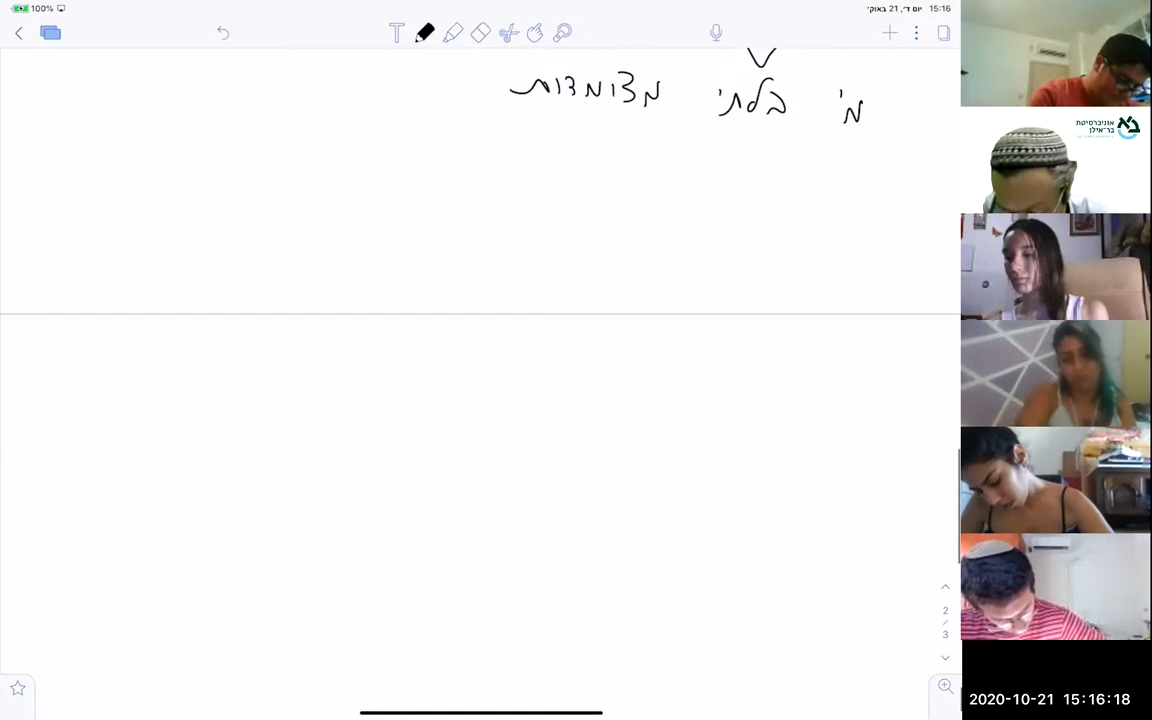 100%
15:16 יום ד׳, 21 באוק׳
T
מ׳ בלתי מצומדות
אוניברסיטת
בר־אילן
2
/
3
2020-10-21 15:16:18